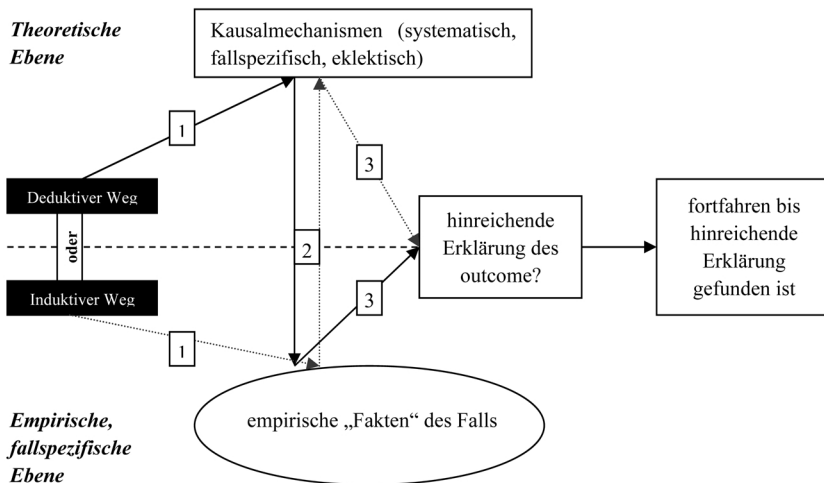 Theoretische
Ebene
Kausalmechanismen (systematisch,
fallspezifisch, eklektisch)
1
3
Deduktiver Weg
oder
2
hinreichende
Erklärung des
outcome?
fortfahren bis
hinreichende
Erklärung
gefunden ist
Induktiver Weg
3
1
Empirische,
fallspezifische
Ebene
empirische „Fakten“ des Falls